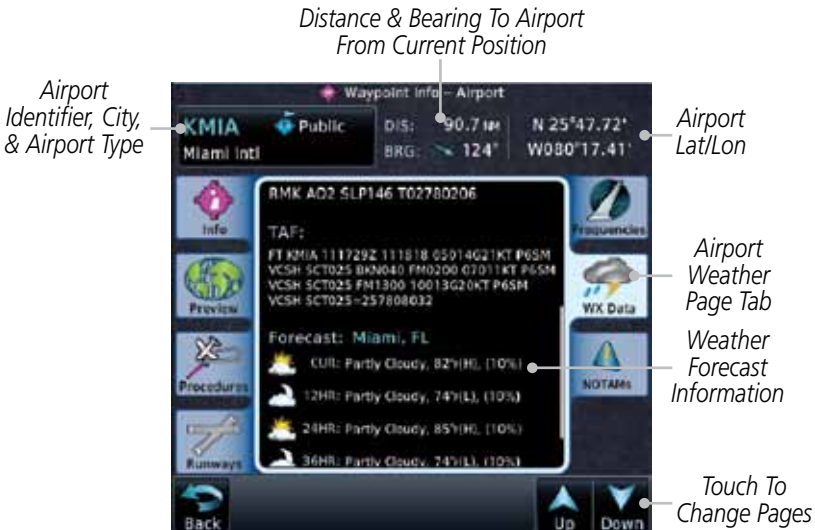 Distance & Bearing To Airport
From Current Position
Airport
Identifier, City,
& Airport Type
Waypoint Info – Airport
KMIA Public DIS: 90.7 NM N 25°47.72'
Miami Intl BRG: 124° W080°17.41'
Airport
Lat/Lon
Info
Preview
Procedures
Runways
RMK AO2 SLP146 T02780206
TAF:
FT KMIA 111729Z 111818 05014G21KT P6SM
VCSH SCT025 BKN040 FM0200 07011KT P6SM
VCSH SCT025 FM1300 10013G20KT P6SM
VCSH SCT025=257808032
Forecast: Miami, FL
CUR: Partly Cloudy, 82°F(H), (10%)
12HR: Partly Cloudy, 74°F(L), (10%)
24HR: Partly Cloudy, 85°F(H), (10%)
36HR: Partly Cloudy, 74°F(L), (10%)
Frequencies
WX Data
NOTAMs
Airport
Weather
Page Tab
Weather
Forecast
Information
Back
Up Down
Touch To
Change Pages